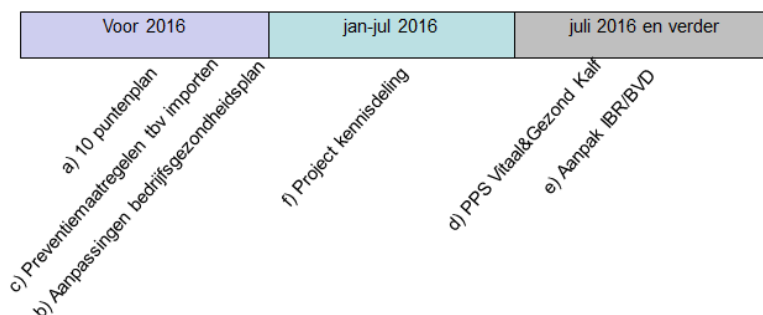 Voor 2016
jan-jul 2016
juli 2016 en verder
a) 10 puntenplan
c) Preventiemaatregelen tbv importen
b) Aanpassingen bedrijfsgezondheidsplan
f) Project kennisdeling
d) PPS Vitaal&Gezond Kalf
e) Aanpak IBR/BVD